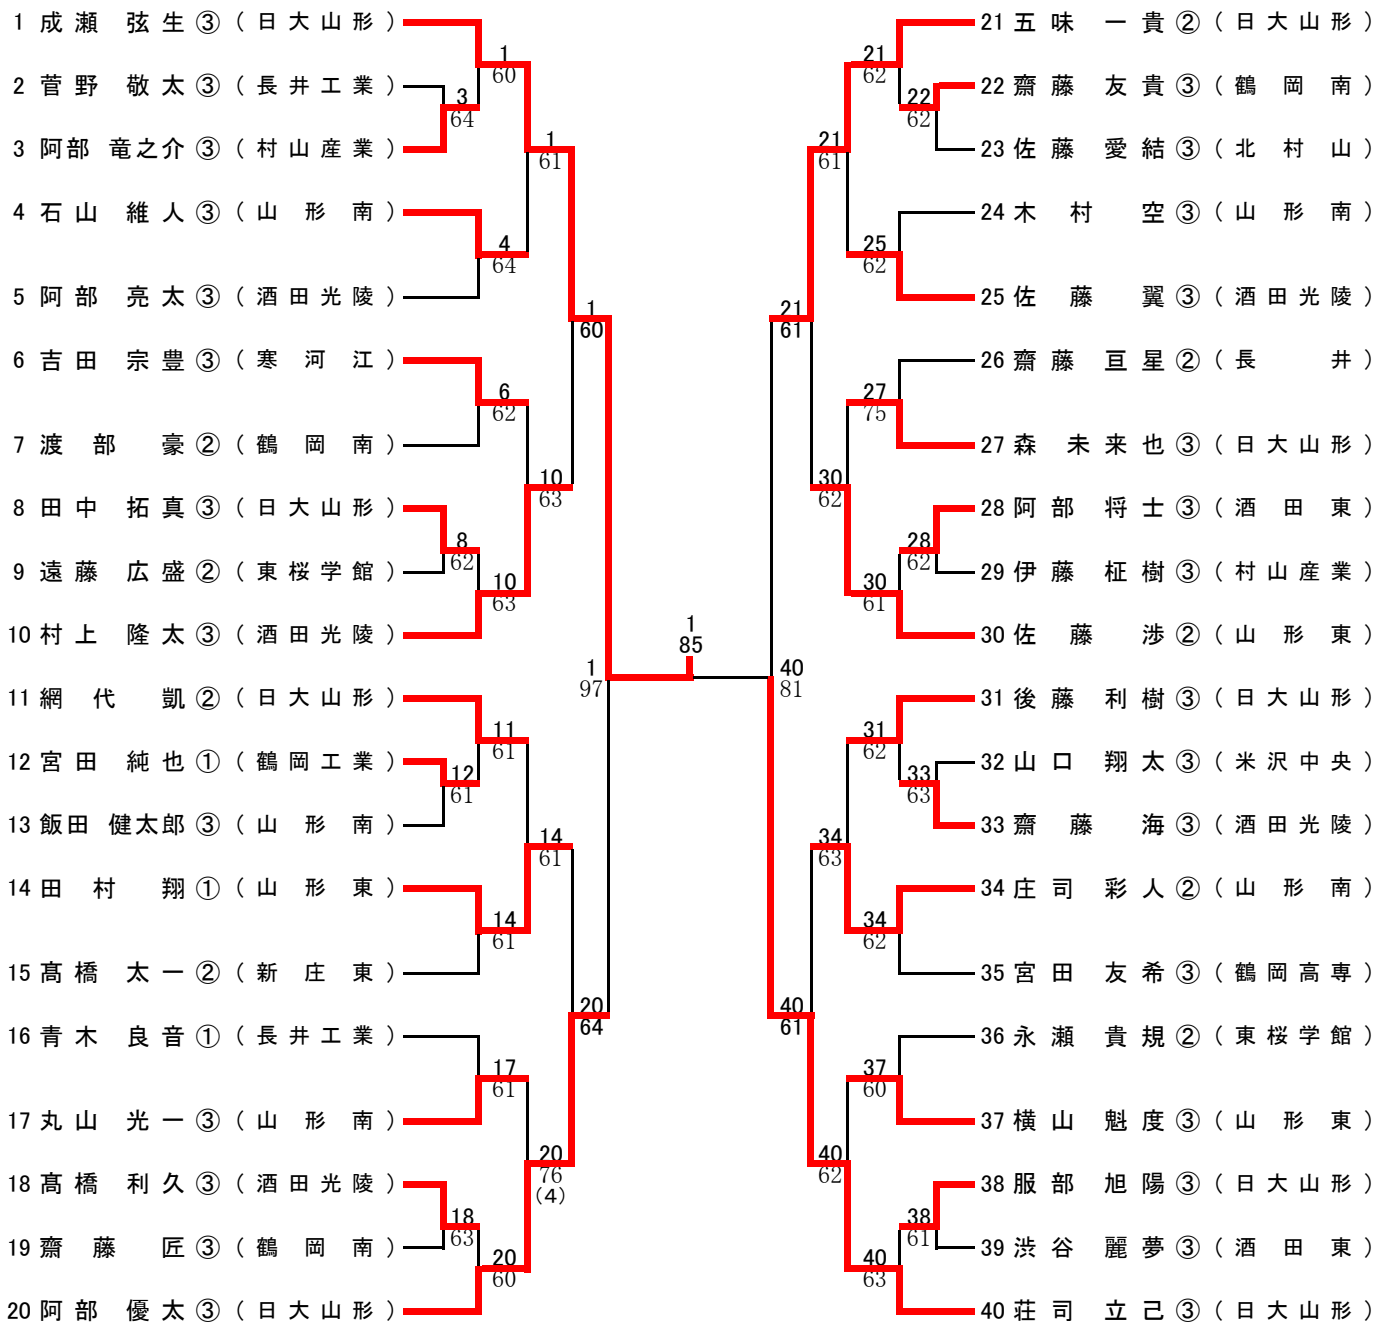 1 成瀬 弦生 ③ (日大山形)
2 菅野 敬太 ③ (長井工業)
3 阿部 竜之介 ③ (村山産業)
4 石山 維人 ③ (山形南)
5 阿部 亮太 ③ (酒田光陵)
6 吉田 宗豊 ③ (寒河江)
7 渡部 豪 ② (鶴岡南)
8 田中 拓真 ③ (日大山形)
9 遠藤 広盛 ② (東桜学館)
10 村上 隆太 ③ (酒田光陵)
11 網代 凱 ② (日大山形)
12 宮田 純也 ① (鶴岡工業)
13 飯田 健太郎 ③ (山形南)
14 田村 翔 ① (山形東)
15 髙橋 太一 ② (新庄東)
16 青木 良音 ① (長井工業)
17 丸山 光一 ③ (山形南)
18 髙橋 利久 ③ (酒田光陵)
19 齋藤 匠 ③ (鶴岡南)
20 阿部 優太 ③ (日大山形)
3
64
8
62
12
61
18
63
1
60
4
64
6
62
10
63
11
61
14
61
17
61
20
60
1
61
10
63
14
61
20
76
(4)
1
60
20
64
1
97
1
85
40
81
21
61
40
61
21
61
30
62
34
63
40
62
21
62
25
62
27
75
30
61
31
62
34
62
37
60
40
63
22
62
28
62
33
63
38
61
21 五味 一貴 ② (日大山形)
22 齋藤 友貴 ③ (鶴岡南)
23 佐藤 愛結 ③ (北村山)
24 木村 空 ③ (山形南)
25 佐藤 翼 ③ (酒田光陵)
26 齋藤 亘星 ② (長井)
27 森 未来也 ③ (日大山形)
28 阿部 将士 ③ (酒田東)
29 伊藤 柾樹 ③ (村山産業)
30 佐藤 渉 ② (山形東)
31 後藤 利樹 ③ (日大山形)
32 山口 翔太 ③ (米沢中央)
33 齋藤 海 ③ (酒田光陵)
34 庄司 彩人 ② (山形南)
35 宮田 友希 ③ (鶴岡高専)
36 永瀬 貴規 ② (東桜学館)
37 横山 魁度 ③ (山形東)
38 服部 旭陽 ③ (日大山形)
39 渋谷 麗夢 ③ (酒田東)
40 荘司 立己 ③ (日大山形)